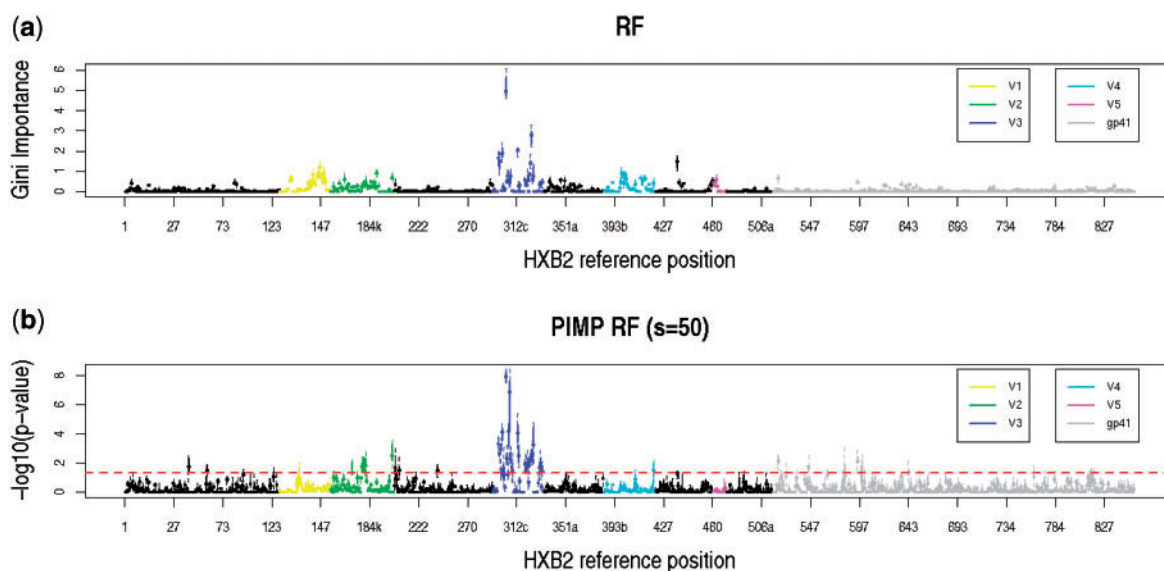 (a)
RF
Gini Importance
6
5
4
3
2
1
0
V1
V2
V3
V4
V5
gp41
1 27 73 123 147 184k 222 270 312c 351a 393b 427 460 506a 547 597 643 693 734 784 827
HXB2 reference position
(b)
PIMP RF (s=50)
-log10(p-value)
8
6
4
2
0
V1
V2
V3
V4
V5
gp41
1 27 73 123 147 184k 222 270 312c 351a 393b 427 460 506a 547 597 643 693 734 784 827
HXB2 reference position